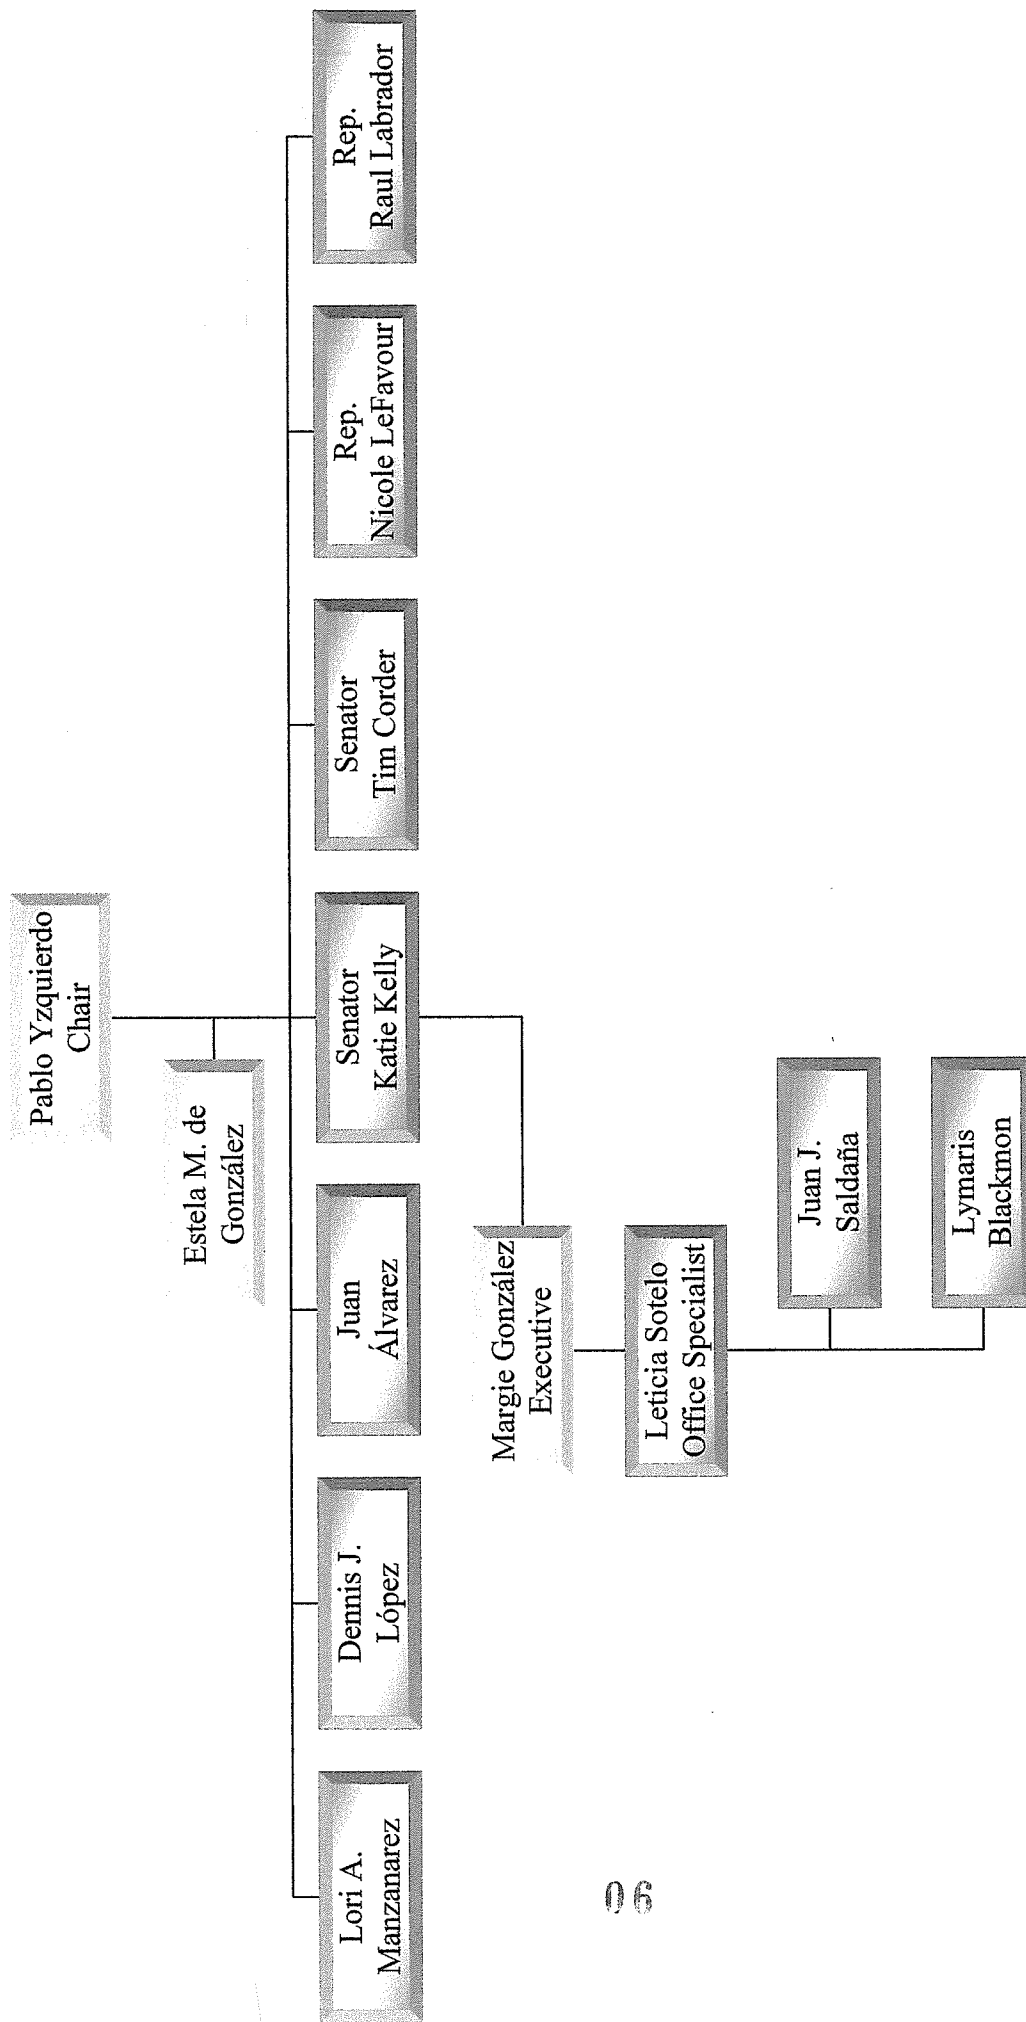 Pablo Yzquierdo
Chair
Estela M. de
González
Lori A.
Manzanarez
Dennis J.
López
Juan
Álvarez
Senator
Katie Kelly
Senator
Tim Corder
Rep.
Nicole LeFavour
Rep.
Raul Labrador
Margie González
Executive
Leticia Sotelo
Office Specialist
Juan J.
Saldaña
Lymaris
Blackmon
06